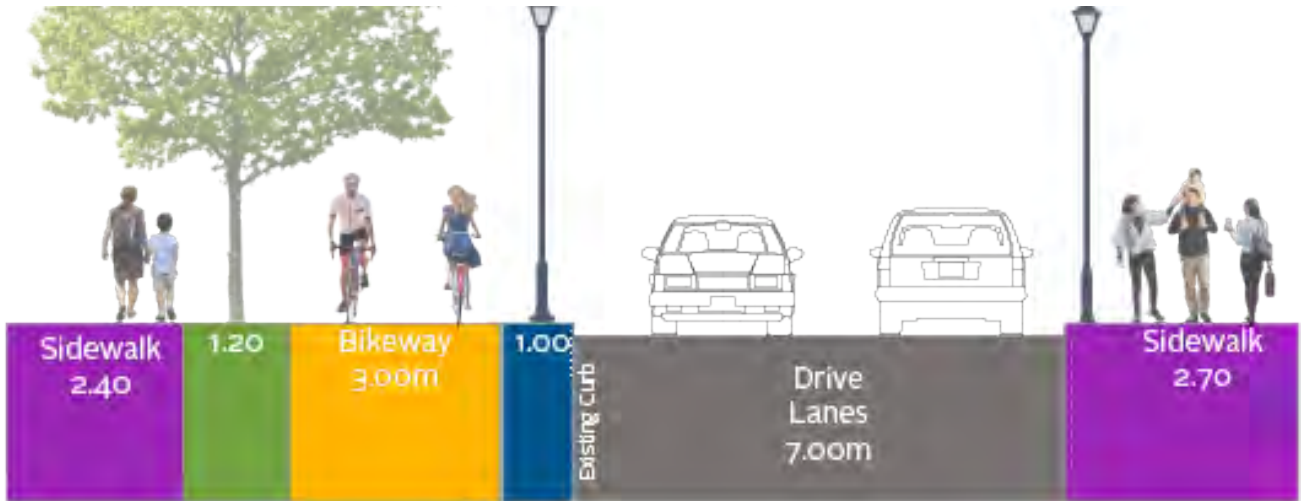 Sidewalk
2.40
1.20
Bikeway
3.00m
1.00
Existing Curb
Drive
Lanes
7.00m
Sidewalk
2.70